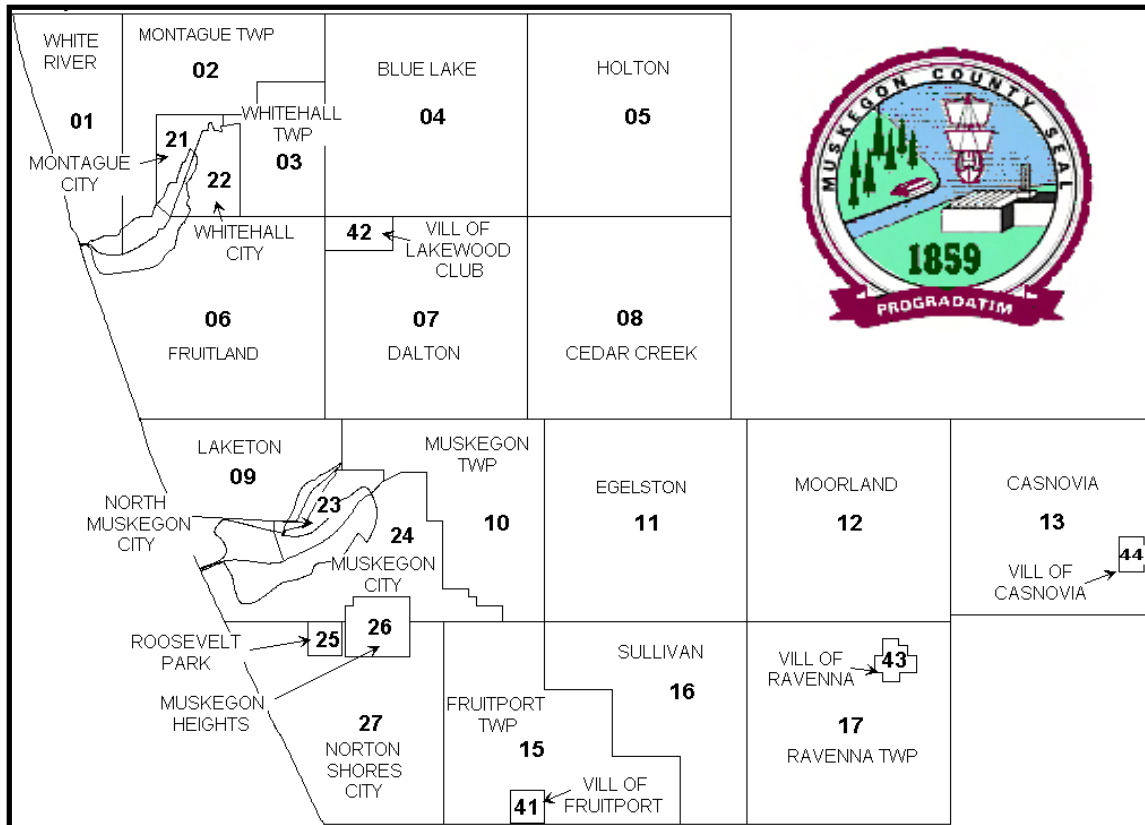 WHITE
RIVER
01
MONTAGUE TWP
02
BLUE LAKE
04
HOLTON
05
WHITEHALL
TWP
03
21
MONTAGUE
CITY
22
WHITEHALL
CITY
42
VILL OF
LAKEWOOD
CLUB
06
FRUITLAND
07
DALTON
08
CEDAR CREEK
MUSKEGON COUNTY SEAL
1859
PROGRADATIM
LAKETON
09
NORTH
MUSKEGON
CITY
23
24
MUSKEGON
CITY
MUSKEGON
TWP
10
EGELSTON
11
MOORLAND
12
CASNOVIA
13
44
VILL OF
CASNOVIA
ROOSEVELT
PARK
25
26
MUSKEGON
HEIGHTS
27
NORTON
SHORES
CITY
FRUITPORT
TWP
15
41
VILL OF
FRUITPORT
SULLIVAN
16
VILL OF
RAVENNA
43
17
RAVENNA TWP